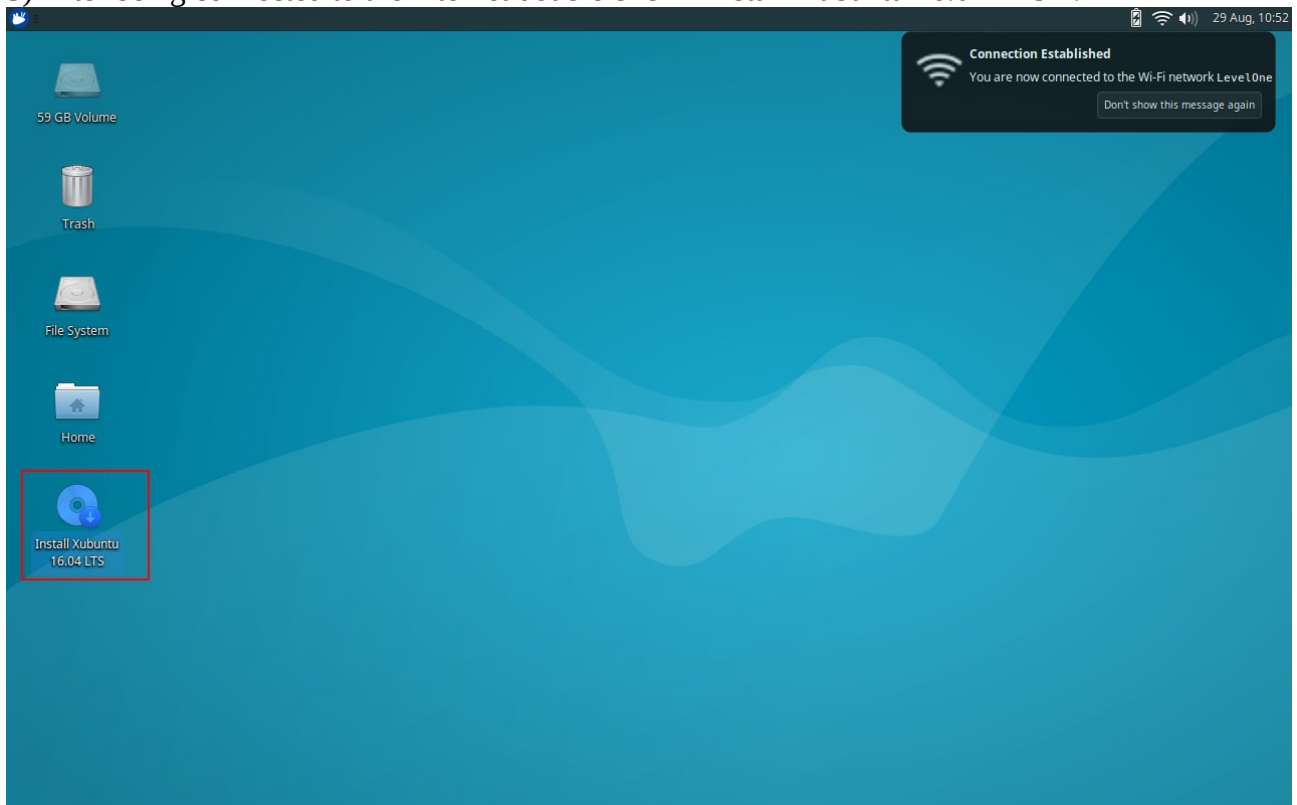 29 Aug, 10:52
Connection Established
You are now connected to the Wi-Fi network LevelOne
Don't show this message again
59 GB Volume
Trash
File System
Home
Install Xubuntu
16.04 LTS